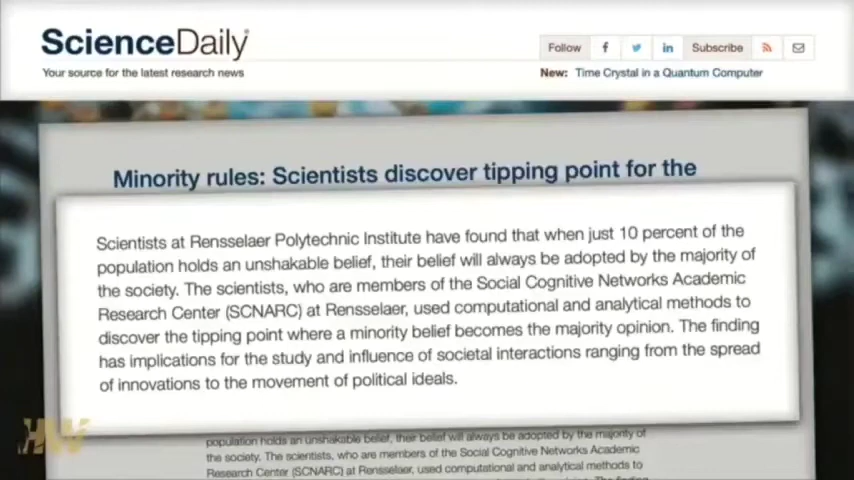 ScienceDaily
Your source for the latest research news
Follow
Subscribe
New: Time Crystal in a Quantum Computer
Minority rules: Scientists discover tipping point for the
Scientists at Rensselaer Polytechnic Institute have found that when just 10 percent of the
population holds an unshakable belief, their belief will always be adopted by the majority of
the society. The scientists, who are members of the Social Cognitive Networks Academic
Research Center (SCNARC) at Rensselaer, used computational and analytical methods to
discover the tipping point where a minority belief becomes the majority opinion. The finding
has implications for the study and influence of societal interactions ranging from the spread
of innovations to the movement of political ideals.
HW
population holds an unshakable belief, their belief will always be adopted by the majority of
the society. The scientists, who are members of the Social Cognitive Networks Academic
Research Center (SCNARC) at Rensselaer, used computational and analytical methods to